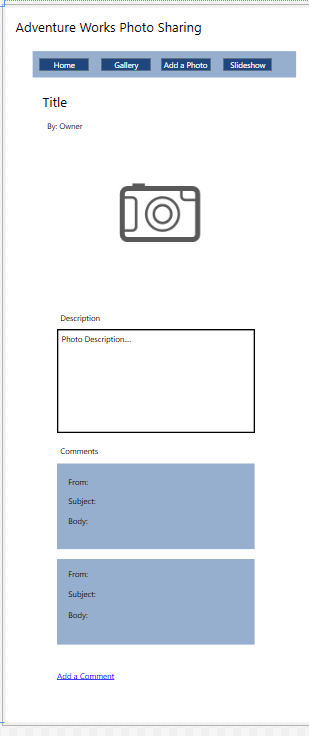 Adventure Works Photo Sharing
Home Gallery Add a Photo Slideshow
Title
By: Owner
Description
Photo Description...
Comments
From:
Subject:
Body:
From:
Subject:
Body:
Add a Comment